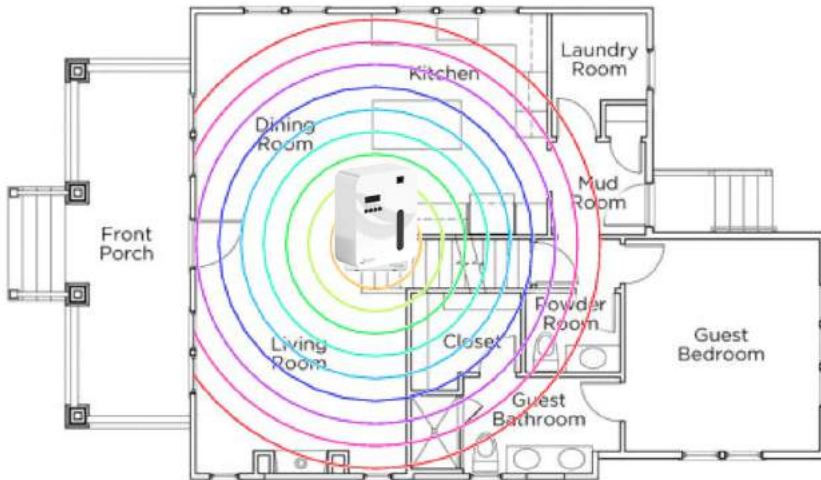 Laundry
Room
Kitchen
Dining
Room
Mud
Room
Front
Porch
Powder
Room
Living
Room
Closet
Guest
Bedroom
Guest
Bathroom